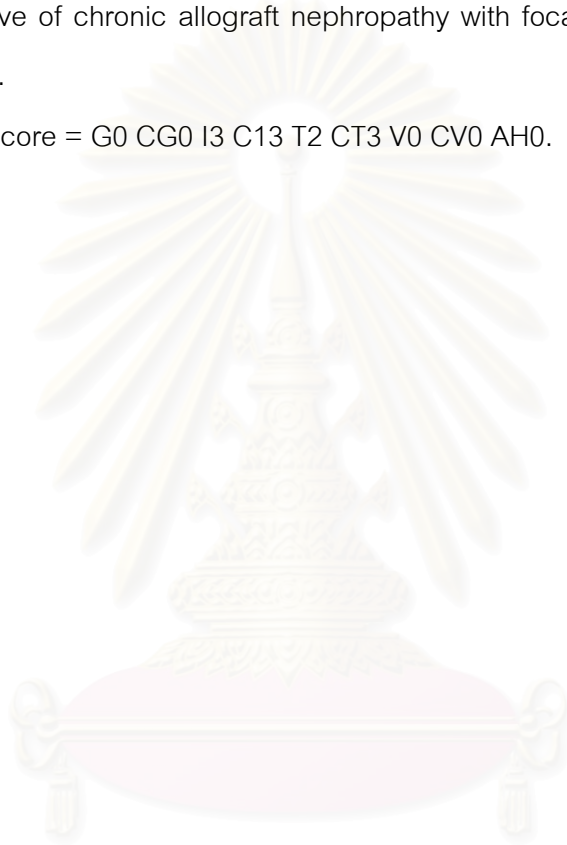 ve of chronic allograft nephropathy with foca
.
core = G0 CG0 I3 C13 T2 CT3 V0 CV0 AH0.